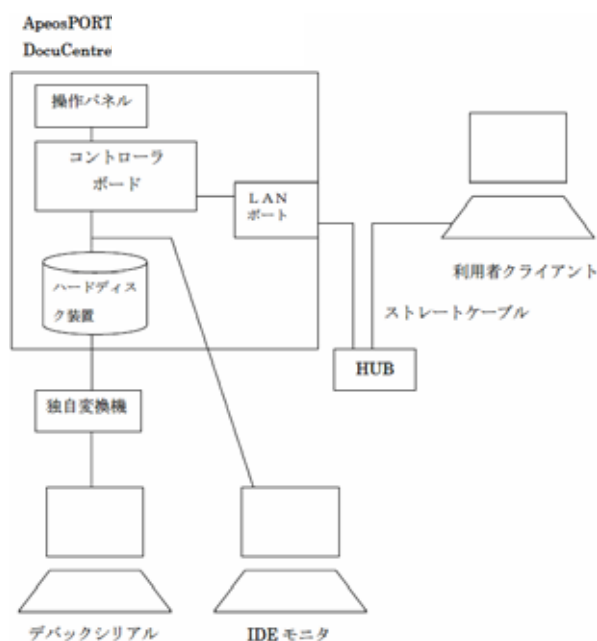 ApeosPORT
DocuCentre
操作パネル
コントローラ
ボード
LAN
ポート
ハードディス
ク装置
利用者クライアント
ストレートケーブル
HUB
独自変換機
デバックシリアル
IDE モニタ